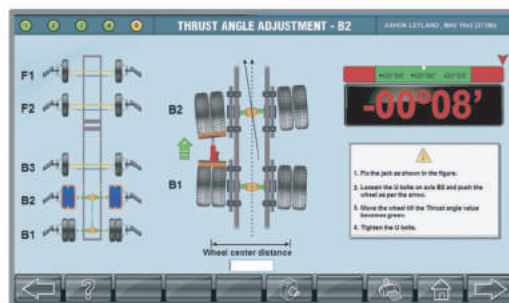 1 2 3 4 5
THRUST ANGLE ADJUSTMENT - B2
F1
F2
B3
B2
B1
B2
B1
Wheel center distance
-00°08'
1. Fix the jack as shown in the figure.
2. Loosen the U bolts on axle B2 and push the
wheel as per the arrow.
3. Move the wheel till the Thrust angle value
becomes green.
4. Tighten the U bolts.
?